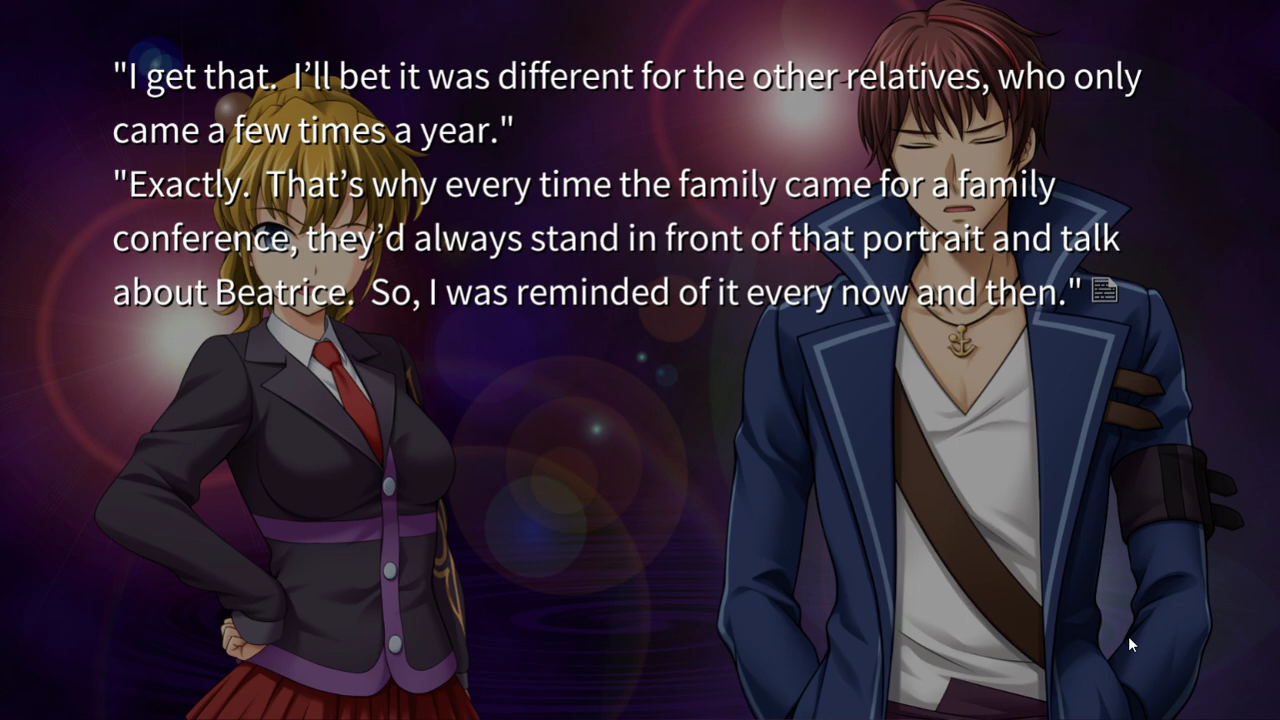 "I get that.  I’ll bet it was different for the other relatives, who only
came a few times a year."
"Exactly.  That’s why every time the family came for a family
conference, they’d always stand in front of that portrait and talk
about Beatrice.  So, I was reminded of it every now and then."